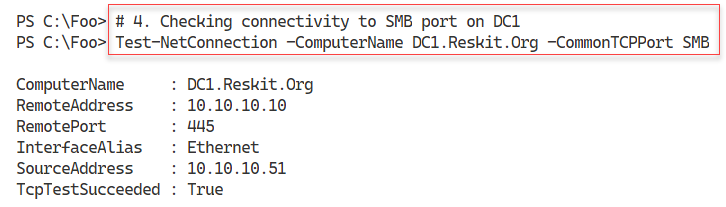 PS C:\Foo> # 4. Checking connectivity to SMB port on DC1
PS C:\Foo> Test-NetConnection -ComputerName DC1.Reskit.Org -CommonTCPPort SMB
ComputerName     : DC1.Reskit.Org
RemoteAddress    : 10.10.10.10
RemotePort       : 445
InterfaceAlias   : Ethernet
SourceAddress    : 10.10.10.51
TcpTestSucceeded : True